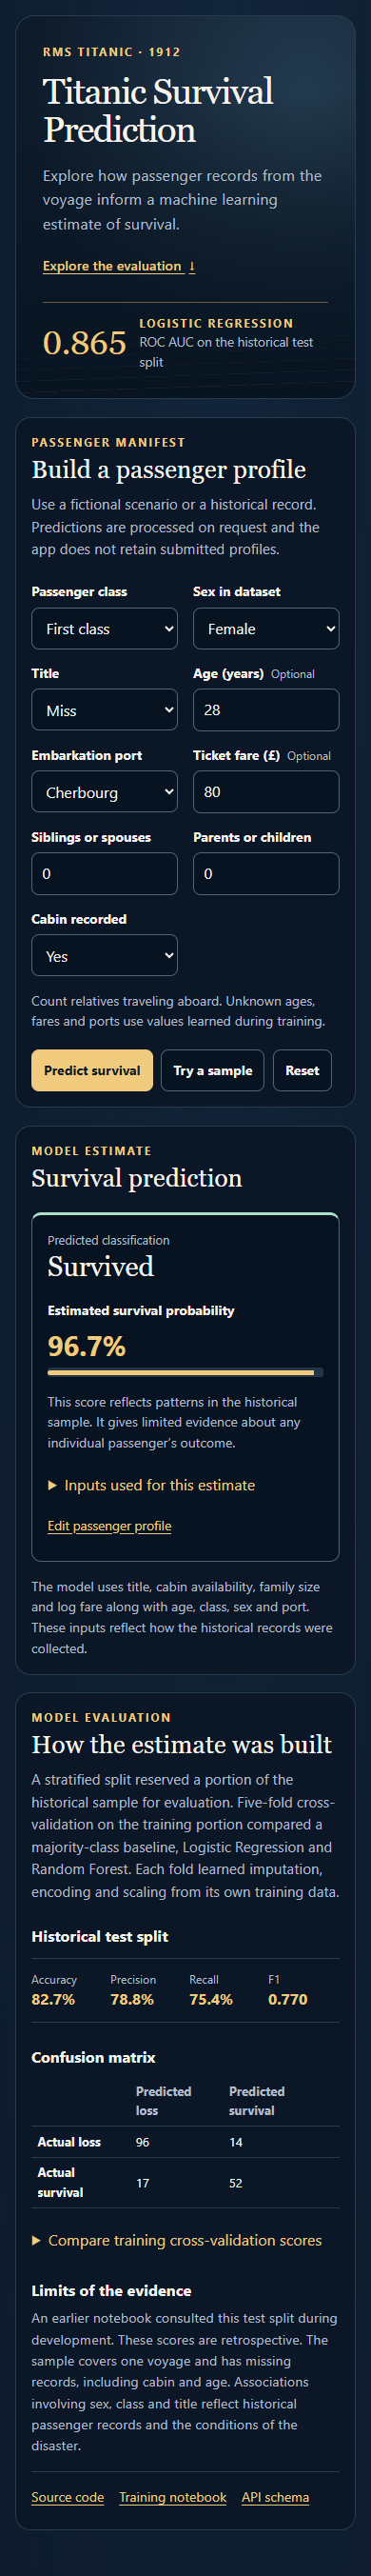 RMS TITANIC · 1912
Titanic Survival
Prediction
Explore how passenger records from the
voyage inform a machine learning
estimate of survival.
Explore the evaluation ↓
0.865
LOGISTIC REGRESSION
ROC AUC on the historical test
split
PASSENGER MANIFEST
Build a passenger profile
Use a fictional scenario or a historical record.
Predictions are processed on request and the
app does not retain submitted profiles.
Passenger class Sex in dataset
First class Female
Title Age (years) Optional
Miss 28
Embarkation port Ticket fare (£) Optional
Cherbourg 80
Siblings or spouses Parents or children
0 0
Cabin recorded
Yes
Count relatives traveling aboard. Unknown ages,
fares and ports use values learned during training.
Predict survival Try a sample Reset
MODEL ESTIMATE
Survival prediction
Predicted classification
Survived
Estimated survival probability
96.7%
This score reflects patterns in the historical
sample. It gives limited evidence about any
individual passenger's outcome.
▶ Inputs used for this estimate
Edit passenger profile
The model uses title, cabin availability, family size
and log fare along with age, class, sex and port.
These inputs reflect how the historical records were
collected.
MODEL EVALUATION
How the estimate was built
A stratified split reserved a portion of the
historical sample for evaluation. Five-fold cross-
validation on the training portion compared a
majority-class baseline, Logistic Regression and
Random Forest. Each fold learned imputation,
encoding and scaling from its own training data.
Historical test split
Accuracy Precision Recall F1
82.7% 78.8% 75.4% 0.770
Confusion matrix
Predicted loss Predicted survival
Actual loss 96 14
Actual survival 17 52
▶ Compare training cross-validation scores
Limits of the evidence
An earlier notebook consulted this test split during
development. These scores are retrospective. The
sample covers one voyage and has missing
records, including cabin and age. Associations
involving sex, class and title reflect historical
passenger records and the conditions of the
disaster.
Source code Training notebook API schema